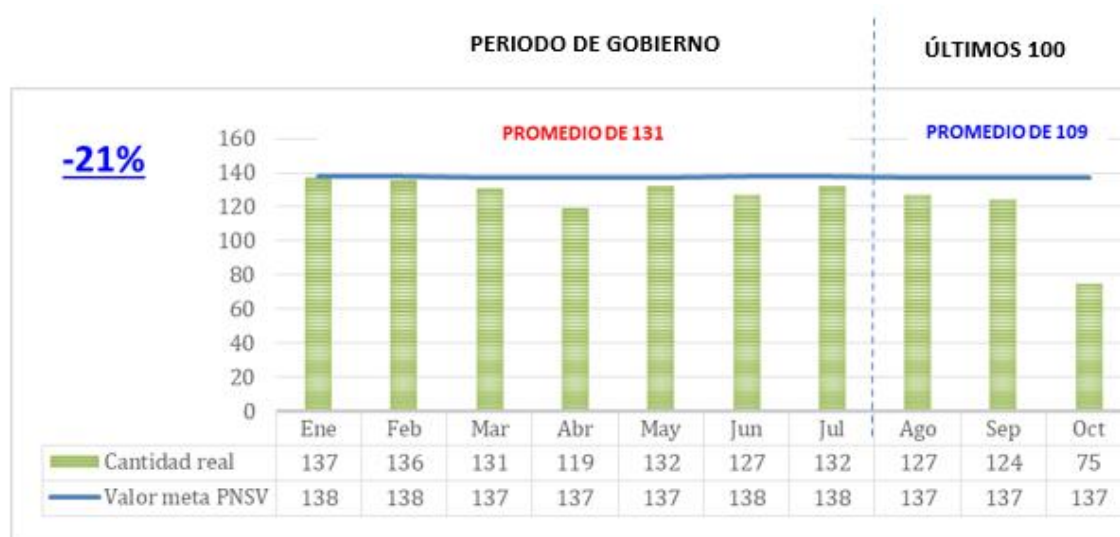 PERIODO DE GOBIERNO
ÚLTIMOS 100
-21%
PROMEDIO DE 131
PROMEDIO DE 109
160
140
120
100
80
60
40
20
0
Ene Feb Mar Abr May Jun Jul Ago Sep Oct
Cantidad real 137 136 131 119 132 127 132 127 124 75
Valor meta PNSV 138 138 137 137 137 138 138 137 137 137